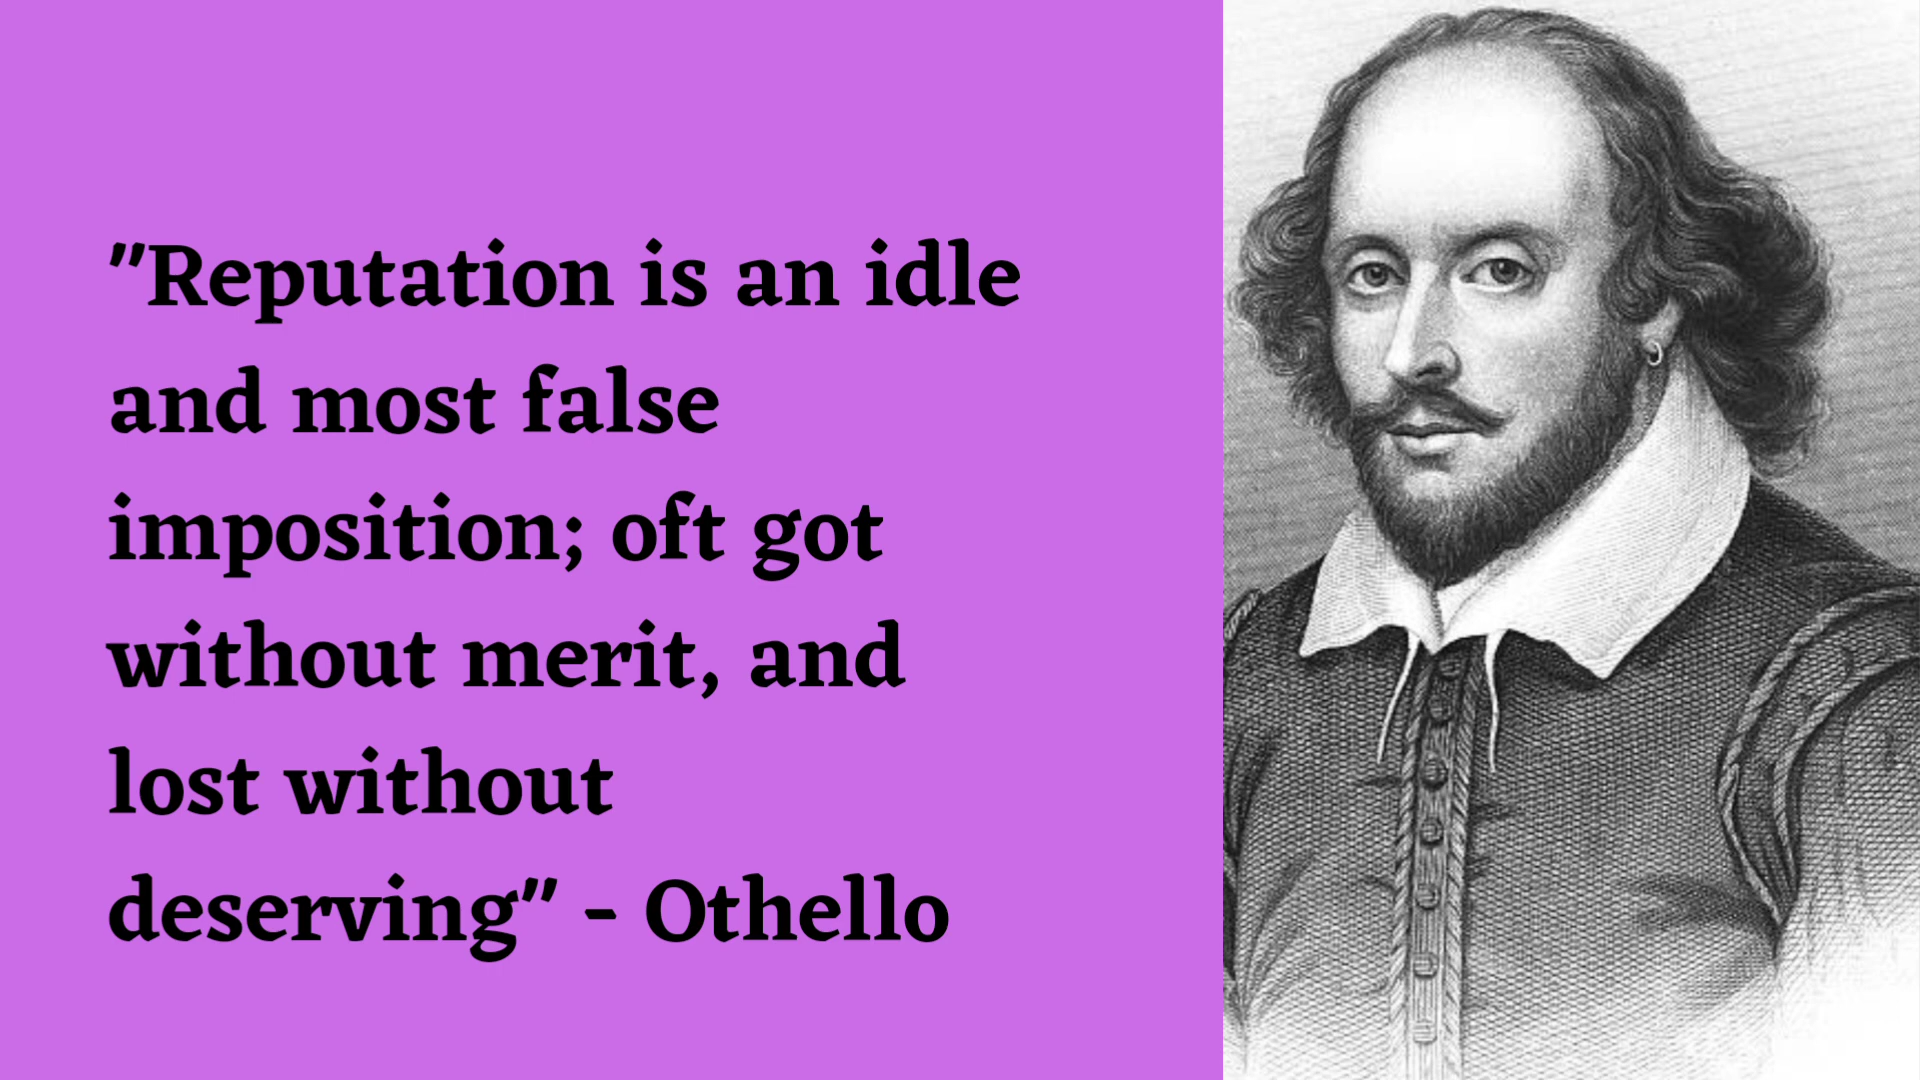 "Reputation is an idle
and most false
imposition; oft got
without merit, and
lost without
deserving" - Othello